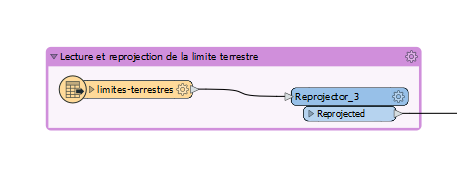 Lecture et reprojection de la limite terrestre
limites-terrestres
Reprojector_3
Reprojected